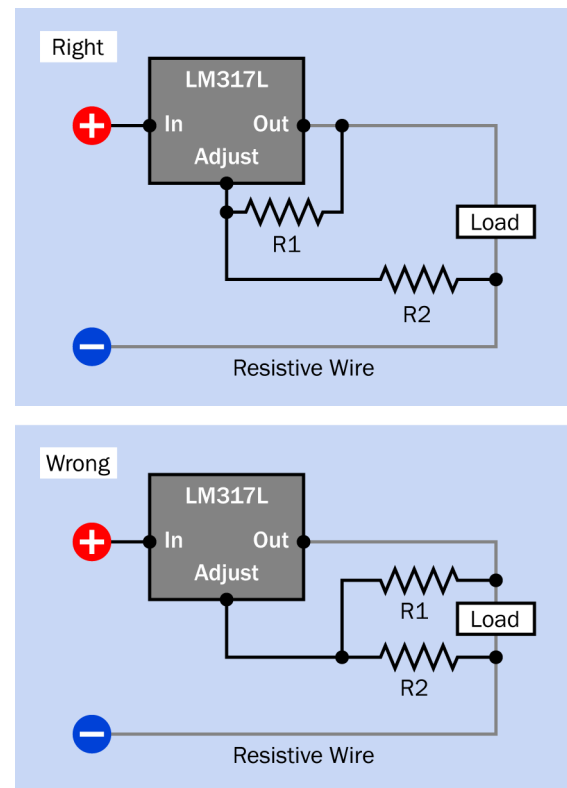 Right
LM317L
In Out
Adjust
R1
Load
R2
Resistive Wire
Wrong
LM317L
In Out
Adjust
R1
Load
R2
Resistive Wire